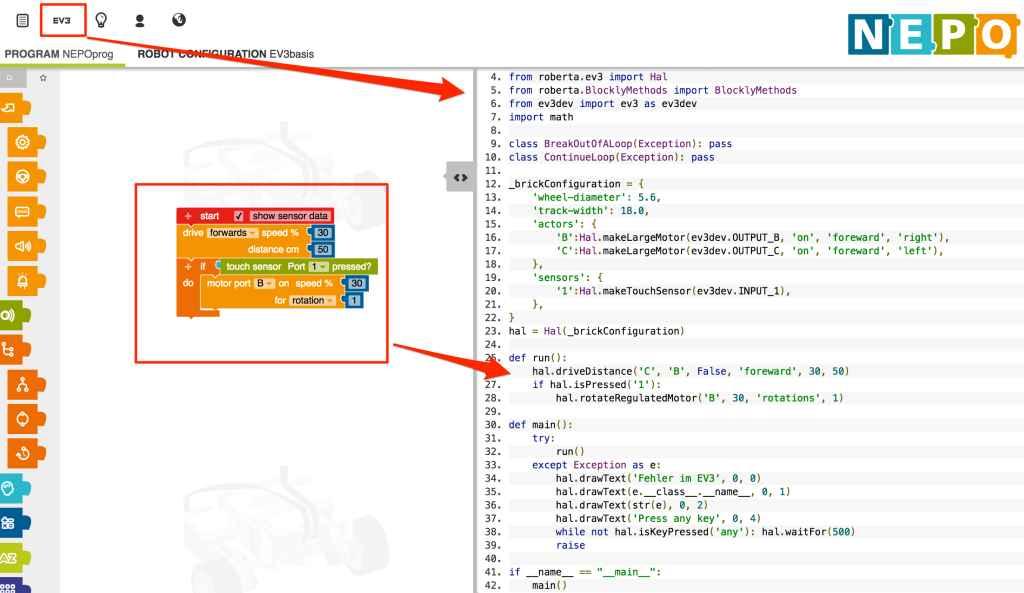 EV3
NEPO
PROGRAM NEPOprog
ROBOT CONFIGURATION EV3basis
+ start ✓ show sensor data
drive forwards speed % 30
distance cm 50
+ if touch sensor Port 1 pressed?
do motor port B on speed % 30
for rotation 1
4. from roberta.ev3 import Hal
5. from roberta.BlocklyMethods import BlocklyMethods
6. from ev3dev import ev3 as ev3dev
7. import math
8.
9. class BreakOutOfALoop(Exception): pass
10. class ContinueLoop(Exception): pass
11.
12. _brickConfiguration = {
13. 'wheel-diameter': 5.6,
14. 'track-width': 18.0,
15. 'actors': {
16. 'B':Hal.makeLargeMotor(ev3dev.OUTPUT_B, 'on', 'foreward', 'right'),
17. 'C':Hal.makeLargeMotor(ev3dev.OUTPUT_C, 'on', 'foreward', 'left'),
18. },
19. 'sensors': {
20. '1':Hal.makeTouchSensor(ev3dev.INPUT_1),
21. },
22. }
23. hal = Hal(_brickConfiguration)
24.
25. def run():
hal.driveDistance('C', 'B', False, 'foreward', 30, 50)
27. if hal.isPressed('1'):
28. hal.rotateRegulatedMotor('B', 30, 'rotations', 1)
29.
30. def main():
31. try:
32. run()
33. except Exception as e:
34. hal.drawText('Fehler im EV3', 0, 0)
35. hal.drawText(e.__class__.__name__, 0, 1)
36. hal.drawText(str(e), 0, 2)
37. hal.drawText('Press any key', 0, 4)
38. while not hal.isKeyPressed('any'): hal.waitFor(500)
39. raise
40.
41. if __name__ == "__main__":
42. main()
AZ